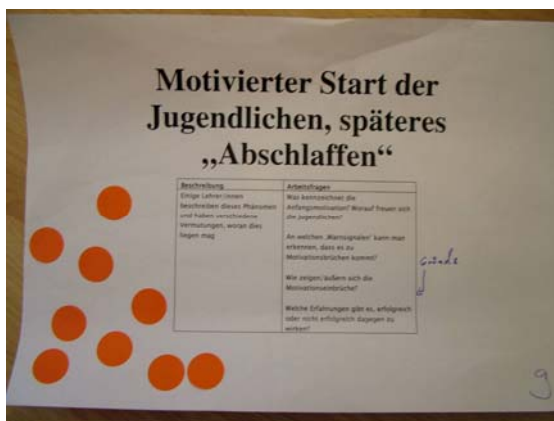 Motivierter Start der
Jugendlichen, späteres
„Abschlaffen“
Beschreibung
Einige Lehrer/innen
beschreiben dieses Phänomen
und haben verschiedene
Vermutungen, woran dies
liegen mag
Arbeitsfragen
Was kennzeichnet die
Anfangsmotivation? Worauf freuen sich
die Jugendlichen?
An welchen ‚Warnsignalen‘ kann man
erkennen, dass es zu
Motivationsbrüchen kommt?
Wie zeigen/äußern sich die
Motivationseinbrüche?
Welche Erfahrungen gibt es, erfolgreich
oder nicht erfolgreich dagegen zu
wirken?
Gründe
9